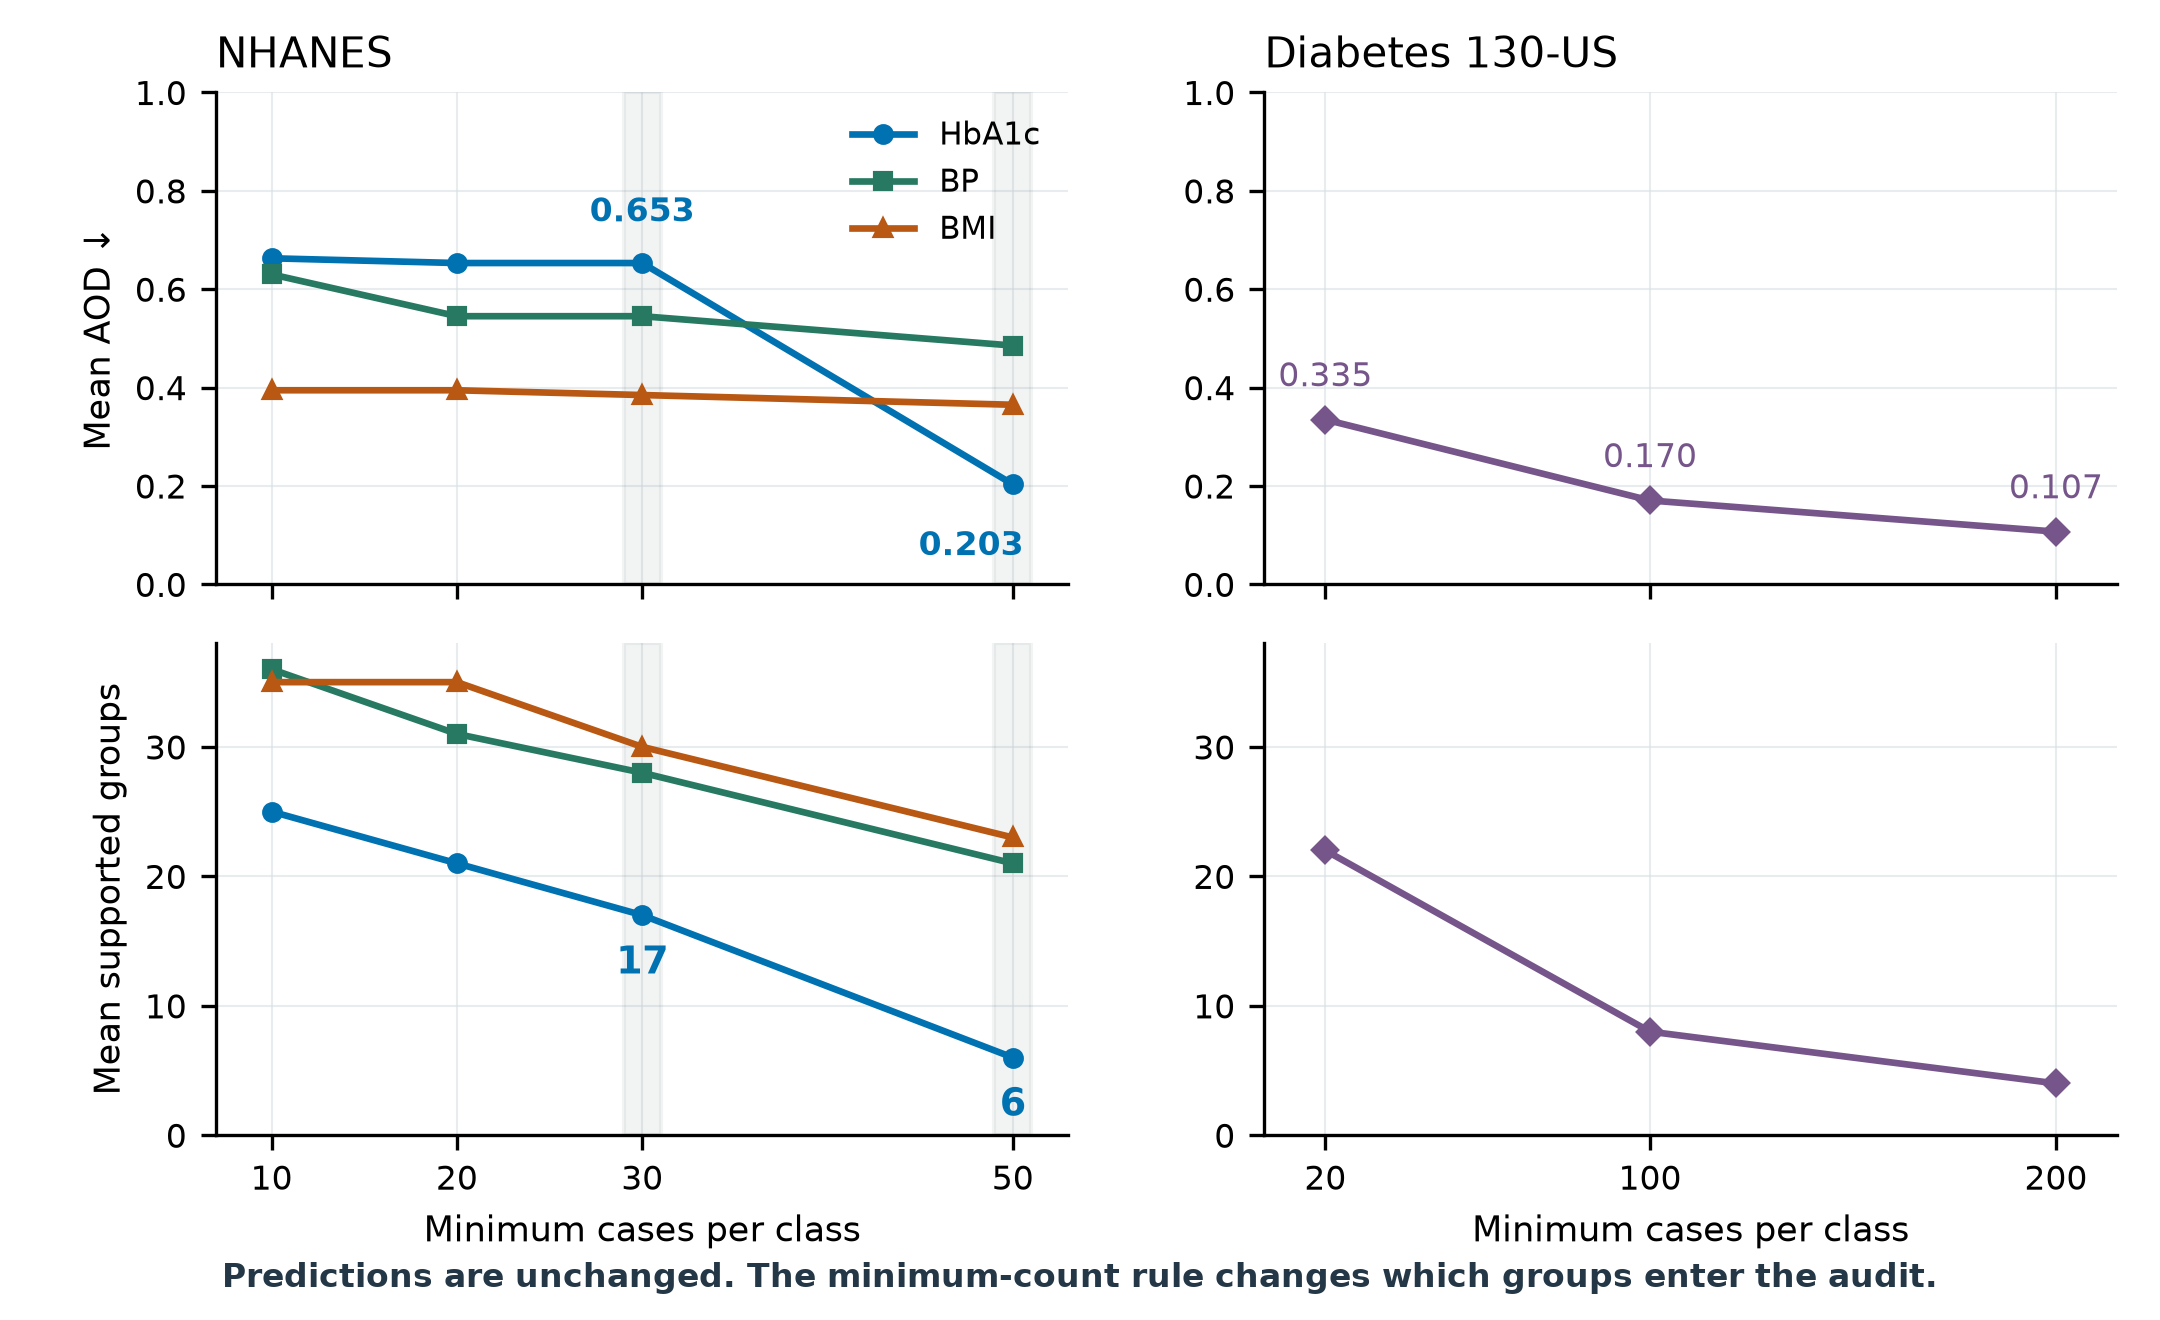 NHANES
1.0
0.8
0.6
0.4
0.2
0.0
Mean AOD ↓
HbA1c
BP
BMI
0.653
0.203
Diabetes 130-US
1.0
0.8
0.6
0.4
0.2
0.0
0.335
0.170
0.107
30
20
10
0
Mean supported groups
17
6
10 20 30 50
Minimum cases per class
30
20
10
0
20 100 200
Minimum cases per class
Predictions are unchanged. The minimum-count rule changes which groups enter the audit.